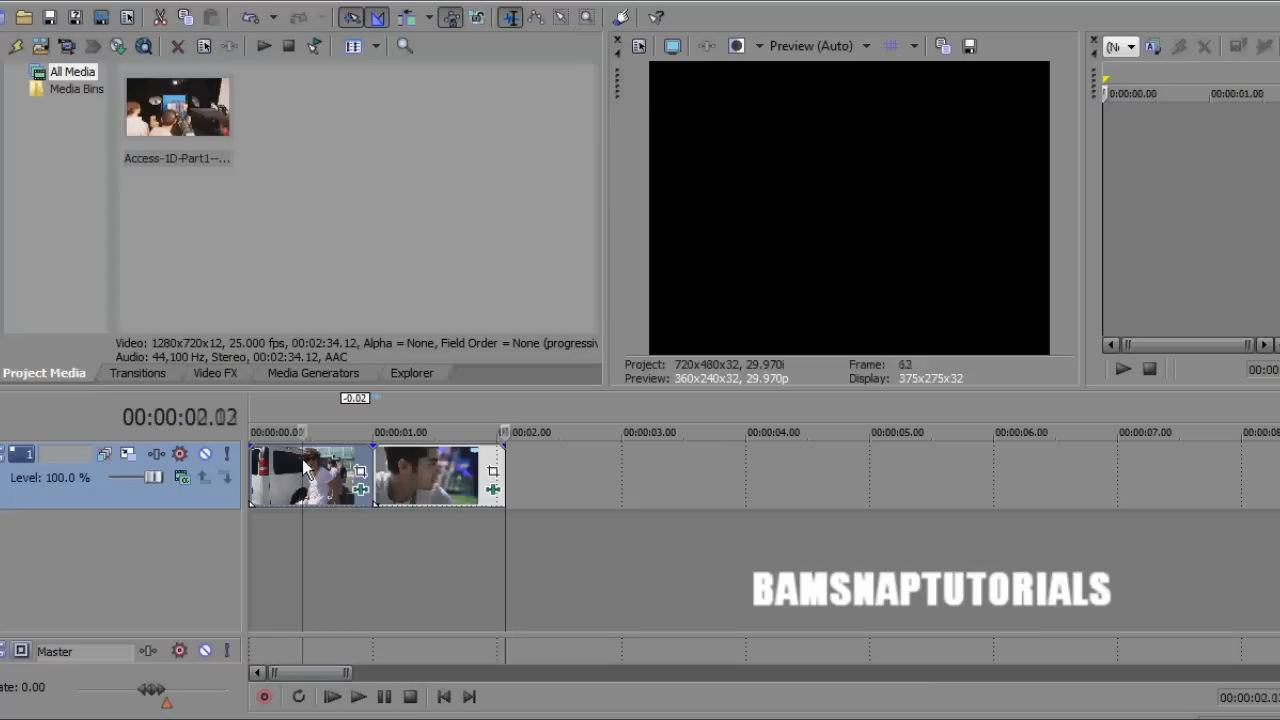 Preview (Auto)
(N
All Media
Media Bins
0:00:00.00
00:00:01.00
Access-1D-Part1--...
Video: 1280x720x12, 25.000 fps, 00:02:34.12, Alpha = None, Field Order = None (progressiv
Audio: 44,100 Hz, Stereo, 00:02:34.12, AAC
Project: 720x480x32, 29.970i
Frame: 62
Preview: 360x240x32, 29.970p
Display: 375x275x32
00:00
Project Media
Transitions
Video FX
Media Generators
Explorer
-0.02
00:00:00.0
00:00:01.00
00:00:02.00
00:00:03.00
00:00:04.00
00:00:05.00
00:00:06.00
00:00:07.00
00:00:08
1
Level: 100.0 %
BAMSNAPTUTORIALS
Master
ate: 0.00
00:00:02.0